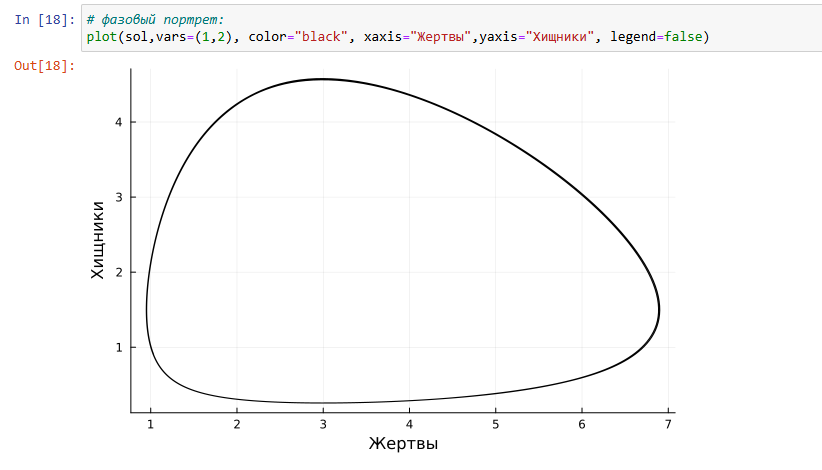 In [18]:
# фазовый портрет:
plot(sol,vars=(1,2), color="black", xaxis="Жертвы",yaxis="Хищники", legend=false)
Out[18]:
4
3
2
1
Хищники
1 2 3 4 5 6 7
Жертвы